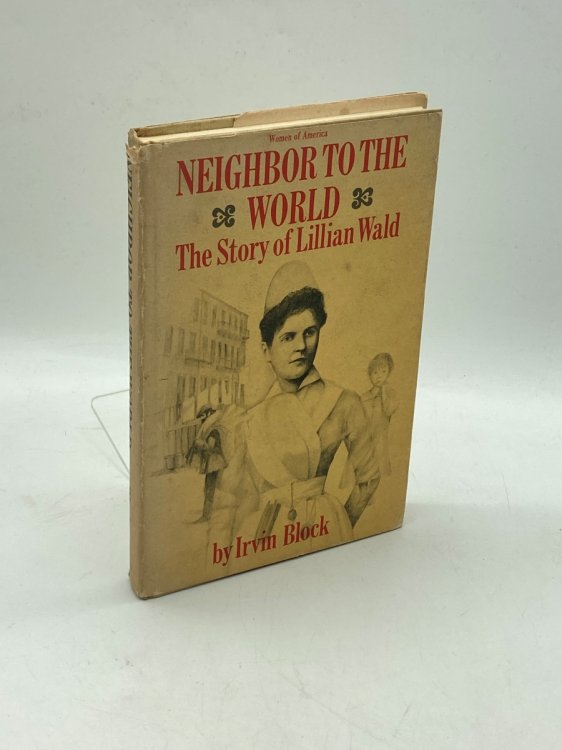 Women of America
NEIGHBOR TO THE
WORLD
The Story of Lillian Wald
by Irvin Block